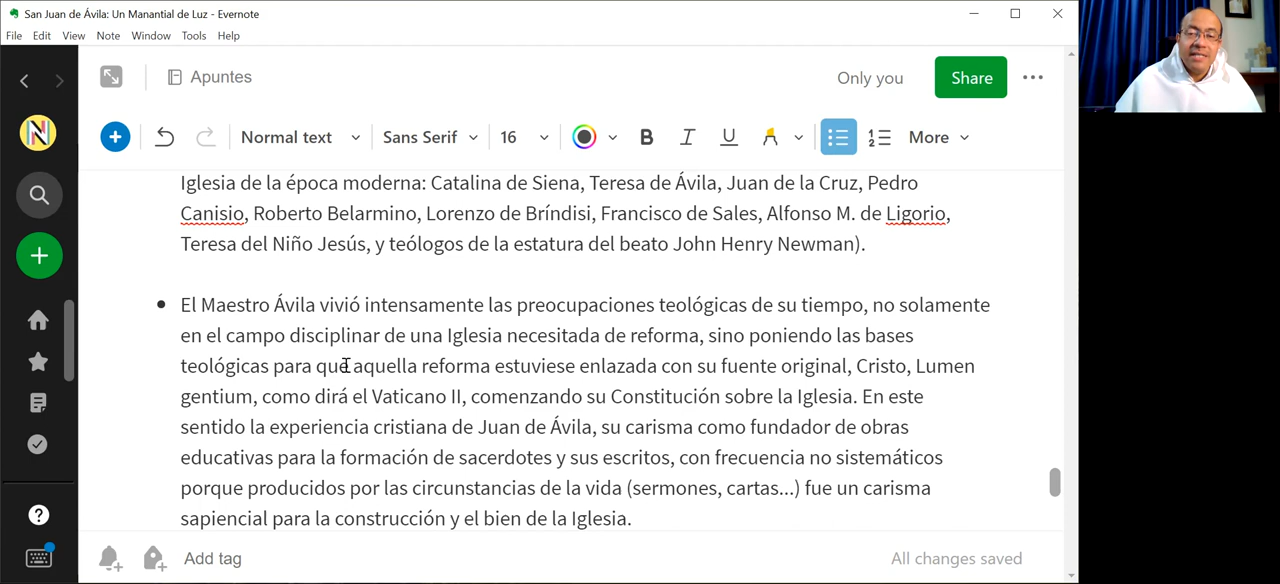 San Juan de Ávila: Un Manantial de Luz - Evernote
File Edit View Note Window Tools Help
Apuntes
Only you
Share
Normal text
Sans Serif
16
B I U
More
Iglesia de la época moderna: Catalina de Siena, Teresa de Ávila, Juan de la Cruz, Pedro
Canisio, Roberto Belarmino, Lorenzo de Bríndisi, Francisco de Sales, Alfonso M. de Ligorio,
Teresa del Niño Jesús, y teólogos de la estatura del beato John Henry Newman).
• El Maestro Ávila vivió intensamente las preocupaciones teológicas de su tiempo, no solamente
en el campo disciplinar de una Iglesia necesitada de reforma, sino poniendo las bases
teológicas para que aquella reforma estuviese enlazada con su fuente original, Cristo, Lumen
gentium, como dirá el Vaticano II, comenzando su Constitución sobre la Iglesia. En este
sentido la experiencia cristiana de Juan de Ávila, su carisma como fundador de obras
educativas para la formación de sacerdotes y sus escritos, con frecuencia no sistemáticos
porque producidos por las circunstancias de la vida (sermones, cartas...) fue un carisma
sapiencial para la construcción y el bien de la Iglesia.
Add tag
All changes saved